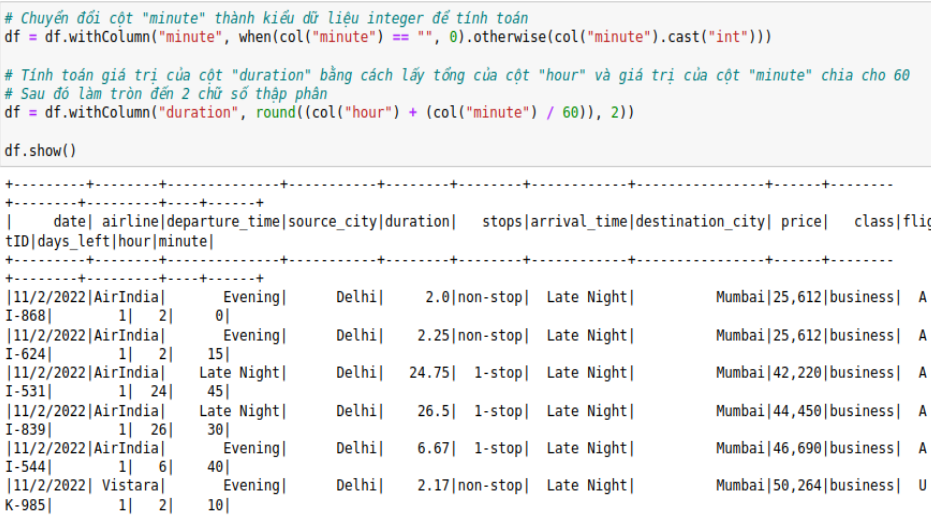 # Chuyển đổi cột "minute" thành kiểu dữ liệu integer để tính toán
df = df.withColumn("minute", when(col("minute") == "", 0).otherwise(col("minute").cast("int")))
# Tính toán giá trị của cột "duration" bằng cách lấy tổng của cột "hour" và giá trị của cột "minute" chia cho 60
# Sau đó làm tròn đến 2 chữ số thập phân
df = df.withColumn("duration", round((col("hour") + (col("minute") / 60)), 2))
df.show()
+---------+--------+--------------+-----------+--------+--------+------------+----------------+------+--------
+--------+---------+----+------+
|     date| airline|departure_time|source_city|duration|   stops|arrival_time|destination_city| price|   class|flig
tID|days_left|hour|minute|
+---------+--------+--------------+-----------+--------+--------+------------+----------------+------+--------
+--------+---------+----+------+
|11/2/2022|AirIndia|       Evening|      Delhi|     2.0|non-stop|  Late Night|          Mumbai|25,612|business|  A
I-868|        1|   2|     0|
|11/2/2022|AirIndia|       Evening|      Delhi|    2.25|non-stop|  Late Night|          Mumbai|25,612|business|  A
I-624|        1|   2|    15|
|11/2/2022|AirIndia|    Late Night|      Delhi|   24.75|  1-stop|  Late Night|          Mumbai|42,220|business|  A
I-531|        1|  24|    45|
|11/2/2022|AirIndia|    Late Night|      Delhi|    26.5|  1-stop|  Late Night|          Mumbai|44,450|business|  A
I-839|        1|  26|    30|
|11/2/2022|AirIndia|       Evening|      Delhi|    6.67|  1-stop|  Late Night|          Mumbai|46,690|business|  A
I-544|        1|   6|    40|
|11/2/2022| Vistara|       Evening|      Delhi|    2.17|non-stop|  Late Night|          Mumbai|50,264|business|  U
K-985|        1|   2|    10|